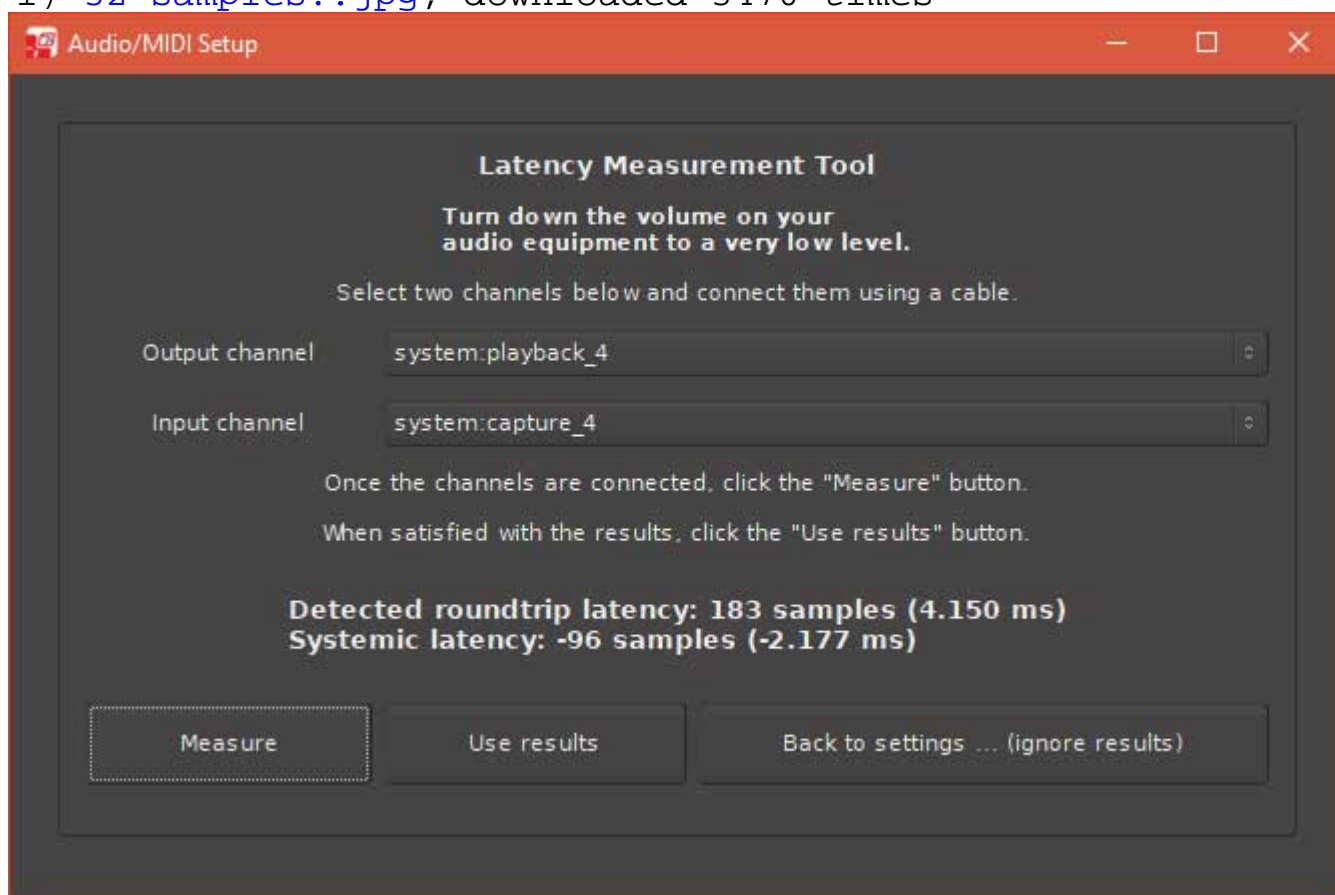 Audio/MIDI Setup
Latency Measurement Tool
Turn down the volume on your
audio equipment to a very low level.
Select two channels below and connect them using a cable.
Output channel system:playback_4
Input channel system:capture_4
Once the channels are connected, click the "Measure" button.
When satisfied with the results, click the "Use results" button.
Detected roundtrip latency: 183 samples (4.150 ms)
Systemic latency: -96 samples (-2.177 ms)
Measure Use results Back to settings ... (ignore results)